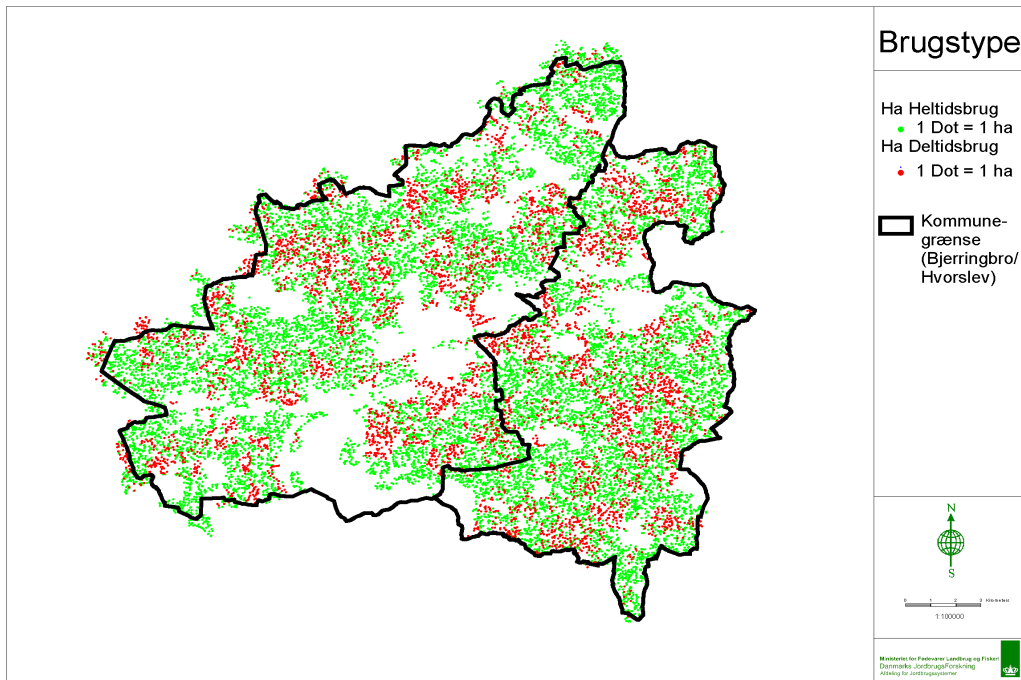 Brugstype
Ha Heltidsbrug
1 Dot = 1 ha
Ha Deltidsbrug
1 Dot = 1 ha
Kommune-
grænse
(Bjerringbro/
Hvorslev)
N
S
0 1 2 3 Kilometers
1:100000
Ministeriet for Fødevarer Landbrug og Fiskeri
Danmarks JordbrugsForskning
Afdeling for Jordbrugssystemer